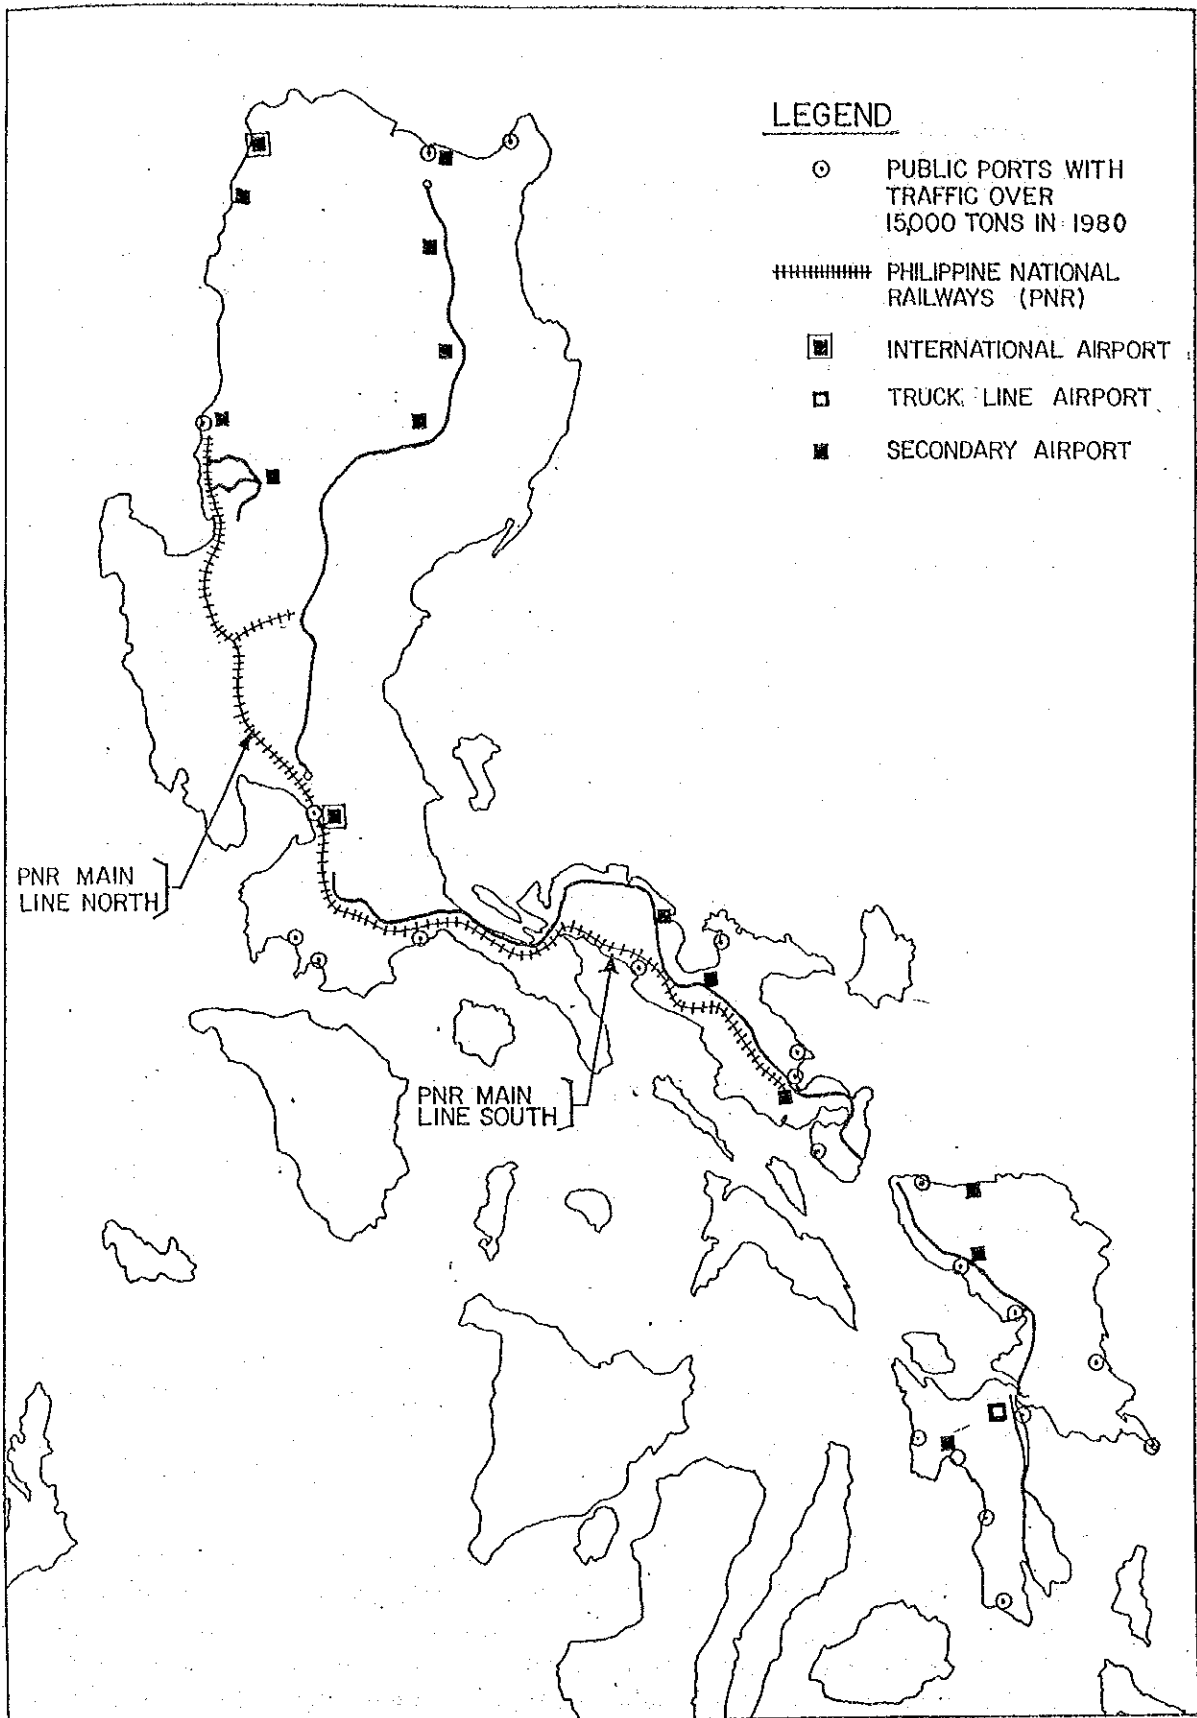 LEGEND
PUBLIC PORTS WITH
TRAFFIC OVER
15,000 TONS IN 1980
PHILIPPINE NATIONAL
RAILWAYS (PNR)
INTERNATIONAL AIRPORT
TRUCK LINE AIRPORT
SECONDARY AIRPORT
PNR MAIN
LINE NORTH
PNR MAIN
LINE SOUTH